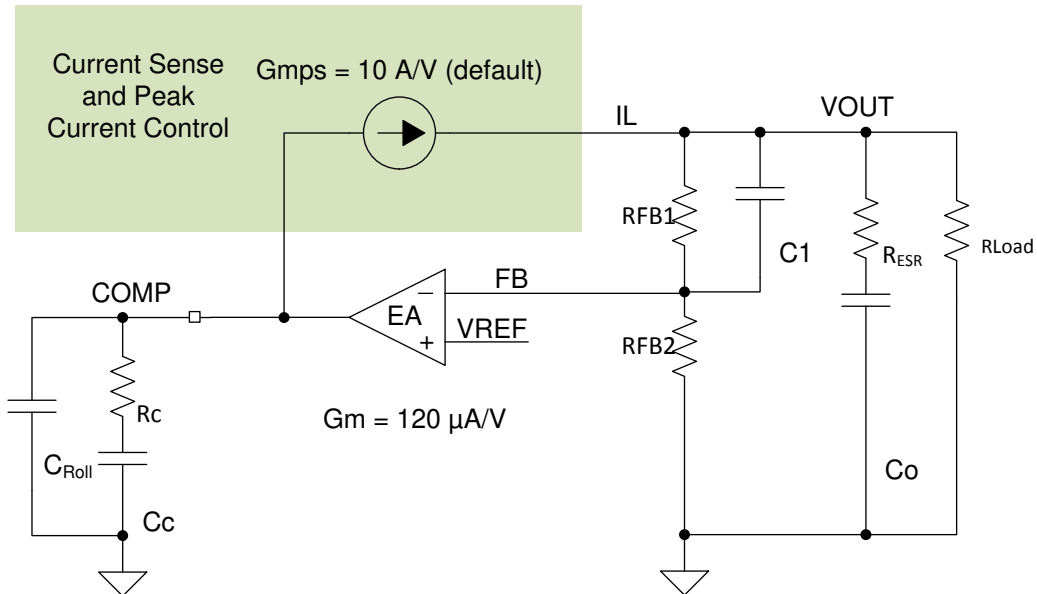 Current Sense
and Peak
Current Control
Gmps = 10 A/V (default)
IL
VOUT
RFB1
C1
RESR
RLoad
COMP
FB
EA
VREF
RFB2
Rc
Gm = 120 µA/V
CRoll
Co
Cc